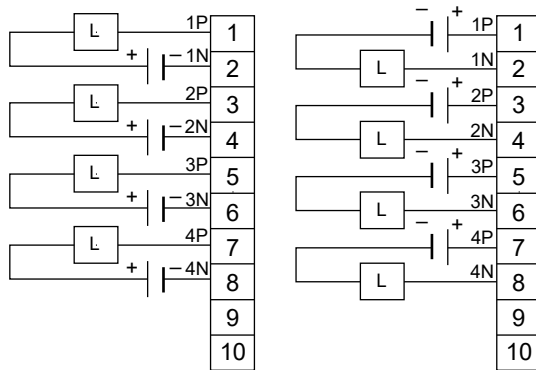 L 1P 1
+ − 1N 2
L 2P 3
+ − 2N 4
L 3P 5
+ − 3N 6
L 4P 7
+ − 4N 8
9
10
− + 1P 1
L 1N 2
− + 2P 3
L 2N 4
− + 3P 5
L 3N 6
− + 4P 7
L 4N 8
9
10